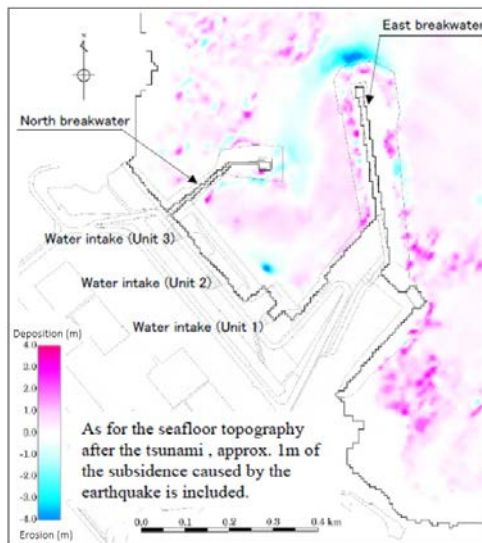 East breakwater
North breakwater
Water intake (Unit 3)
Water intake (Unit 2)
Water intake (Unit 1)
Deposition (m)
4.0
3.0
2.0
1.0
0.0
-1.0
-2.0
-3.0
-4.0
Erosion (m)
As for the seafloor topography
after the tsunami , approx. 1m of
the subsidence caused by the
earthquake is included.
0.0 0.1 0.2 0.3 0.4 km